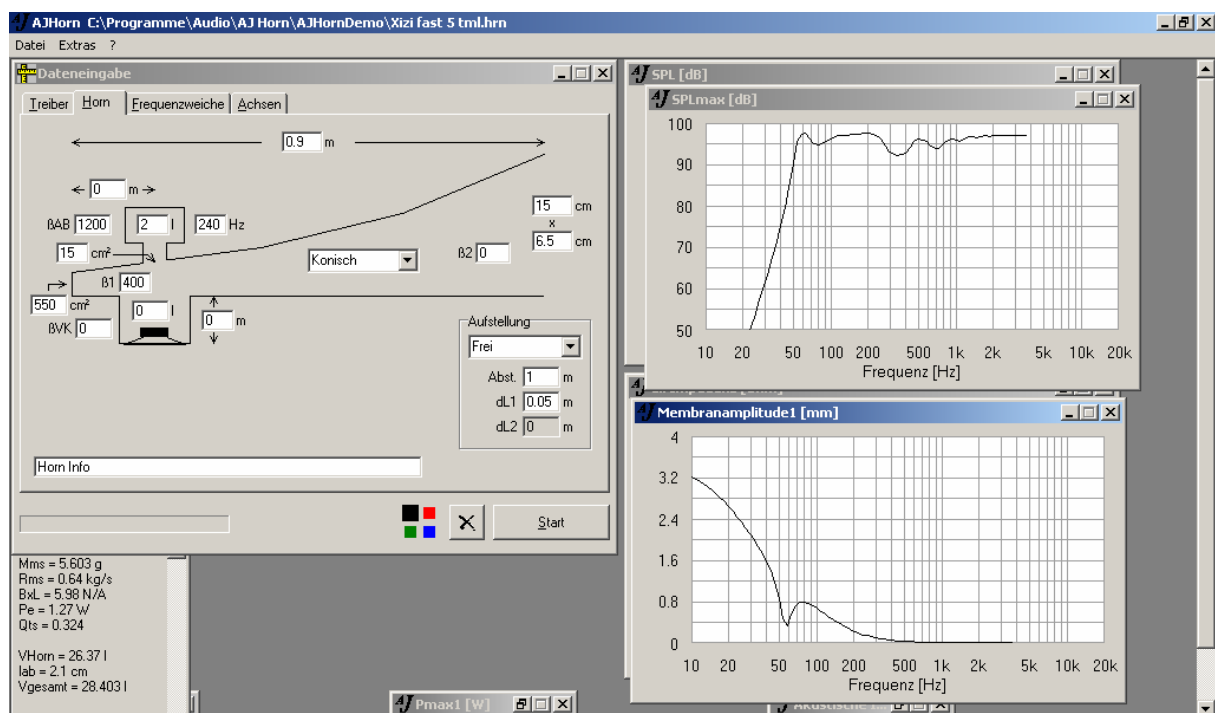 AJHorn C:\Programme\Audio\AJ Horn\AJHornDemo\Xizi fast 5 tml.hrn
Datei Extras ?
Dateneingabe
Treiber Horn Frequenzweiche Achsen
0.9 m
0 m
ßAB 1200 2 l 240 Hz
15 cm²
ß1 400
550 cm²
0 l
0 m
ßVK 0
Konisch
ß2 0
15 cm
x
6.5 cm
Aufstellung
Frei
Abst. 1 m
dL1 0.05 m
dL2 0 m
Horn Info
Start
Mms = 5.603 g
Rms = 0.64 kg/s
BxL = 5.98 N/A
Pe = 1.27 W
Qts = 0.324
VHorn = 26.37 l
lab = 2.1 cm
Vgesamt = 28.403 l
Pmax1 [W]
SPL [dB]
SPLmax [dB]
100
90
80
70
60
50
10 20 50 100 200 500 1k 2k 5k 10k 20k
Frequenz [Hz]
Membranamplitude1 [mm]
4
3.2
2.4
1.6
0.8
0
10 20 50 100 200 500 1k 2k 5k 10k 20k
Frequenz [Hz]